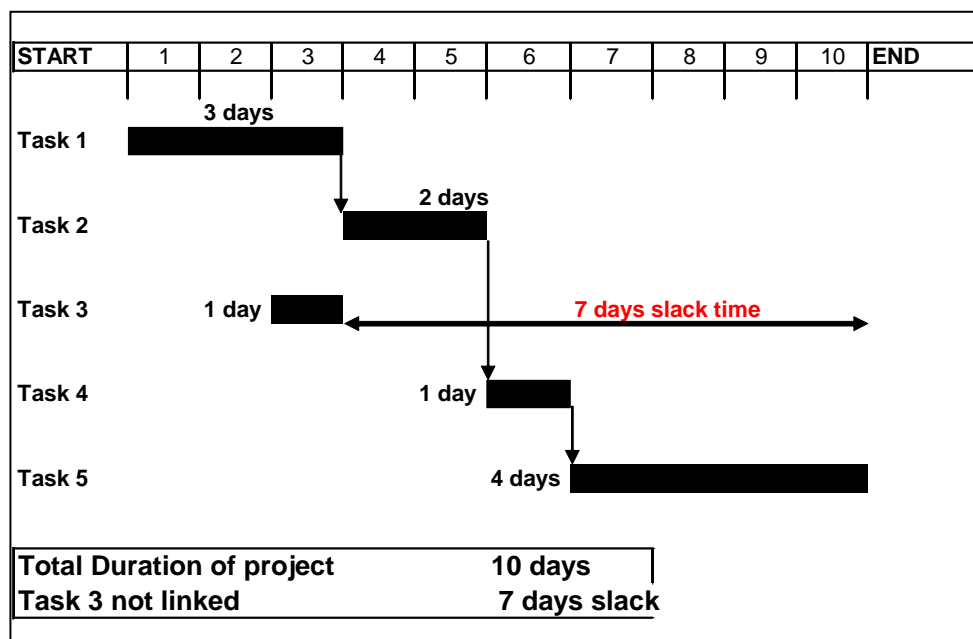 START 1 2 3 4 5 6 7 8 9 10 END
3 days
Task 1
2 days
Task 2
Task 3 1 day 7 days slack time
Task 4 1 day
Task 5 4 days
Total Duration of project 10 days
Task 3 not linked 7 days slack